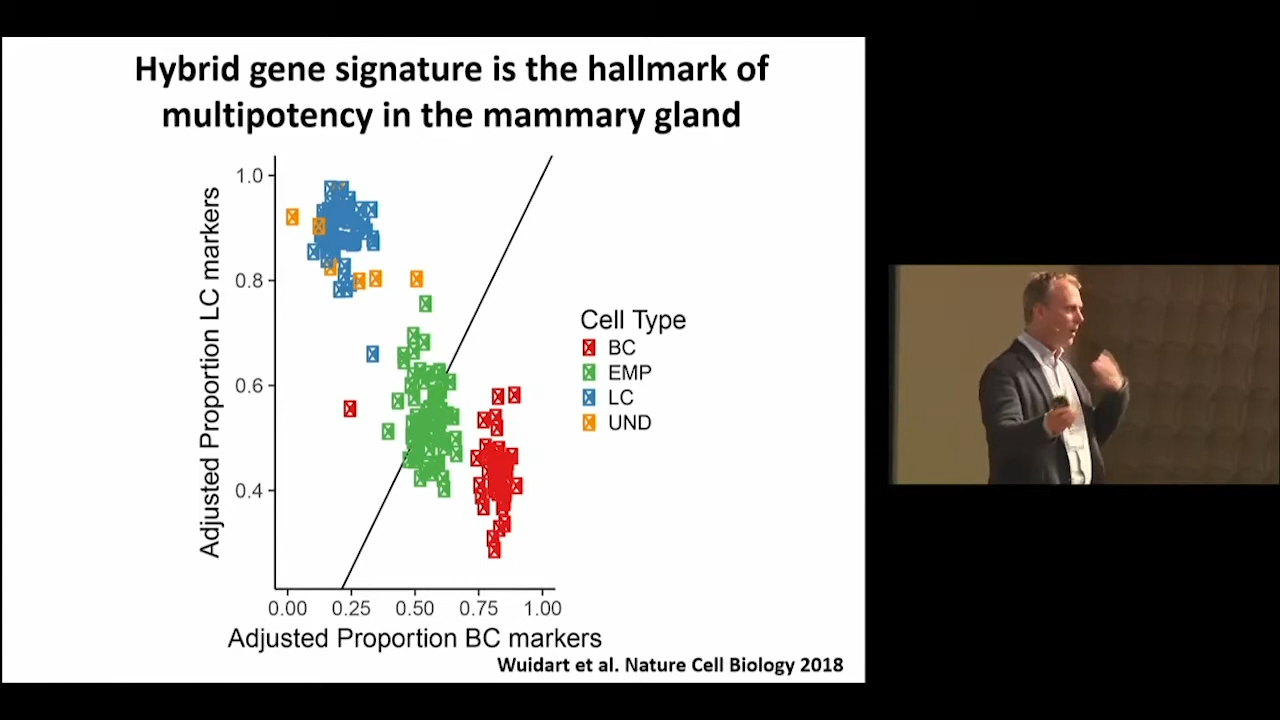 Hybrid gene signature is the hallmark of
multipotency in the mammary gland
Adjusted Proportion LC markers
1.0
0.8
0.6
0.4
0.00 0.25 0.50 0.75 1.00
Adjusted Proportion BC markers
Cell Type
BC
EMP
LC
UND
Wuidart et al. Nature Cell Biology 2018